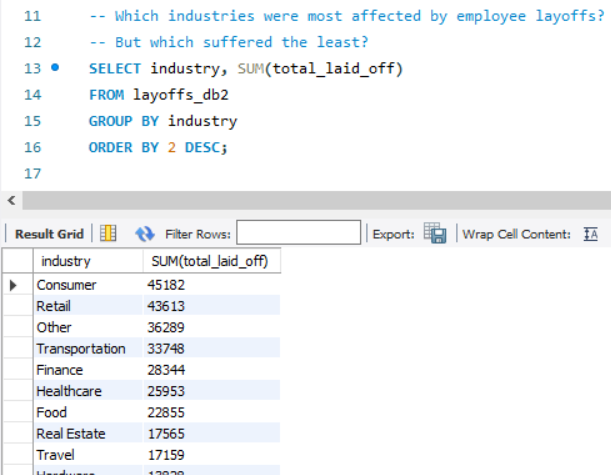 11 -- Which industries were most affected by employee layoffs?
12 -- But which suffered the least?
13 SELECT industry, SUM(total_laid_off)
14 FROM layoffs_db2
15 GROUP BY industry
16 ORDER BY 2 DESC;
17
Result Grid Filter Rows: Export: Wrap Cell Content: IA
industry SUM(total_laid_off)
Consumer 45182
Retail 43613
Other 36289
Transportation 33748
Finance 28344
Healthcare 25953
Food 22855
Real Estate 17565
Travel 17159
Hardware